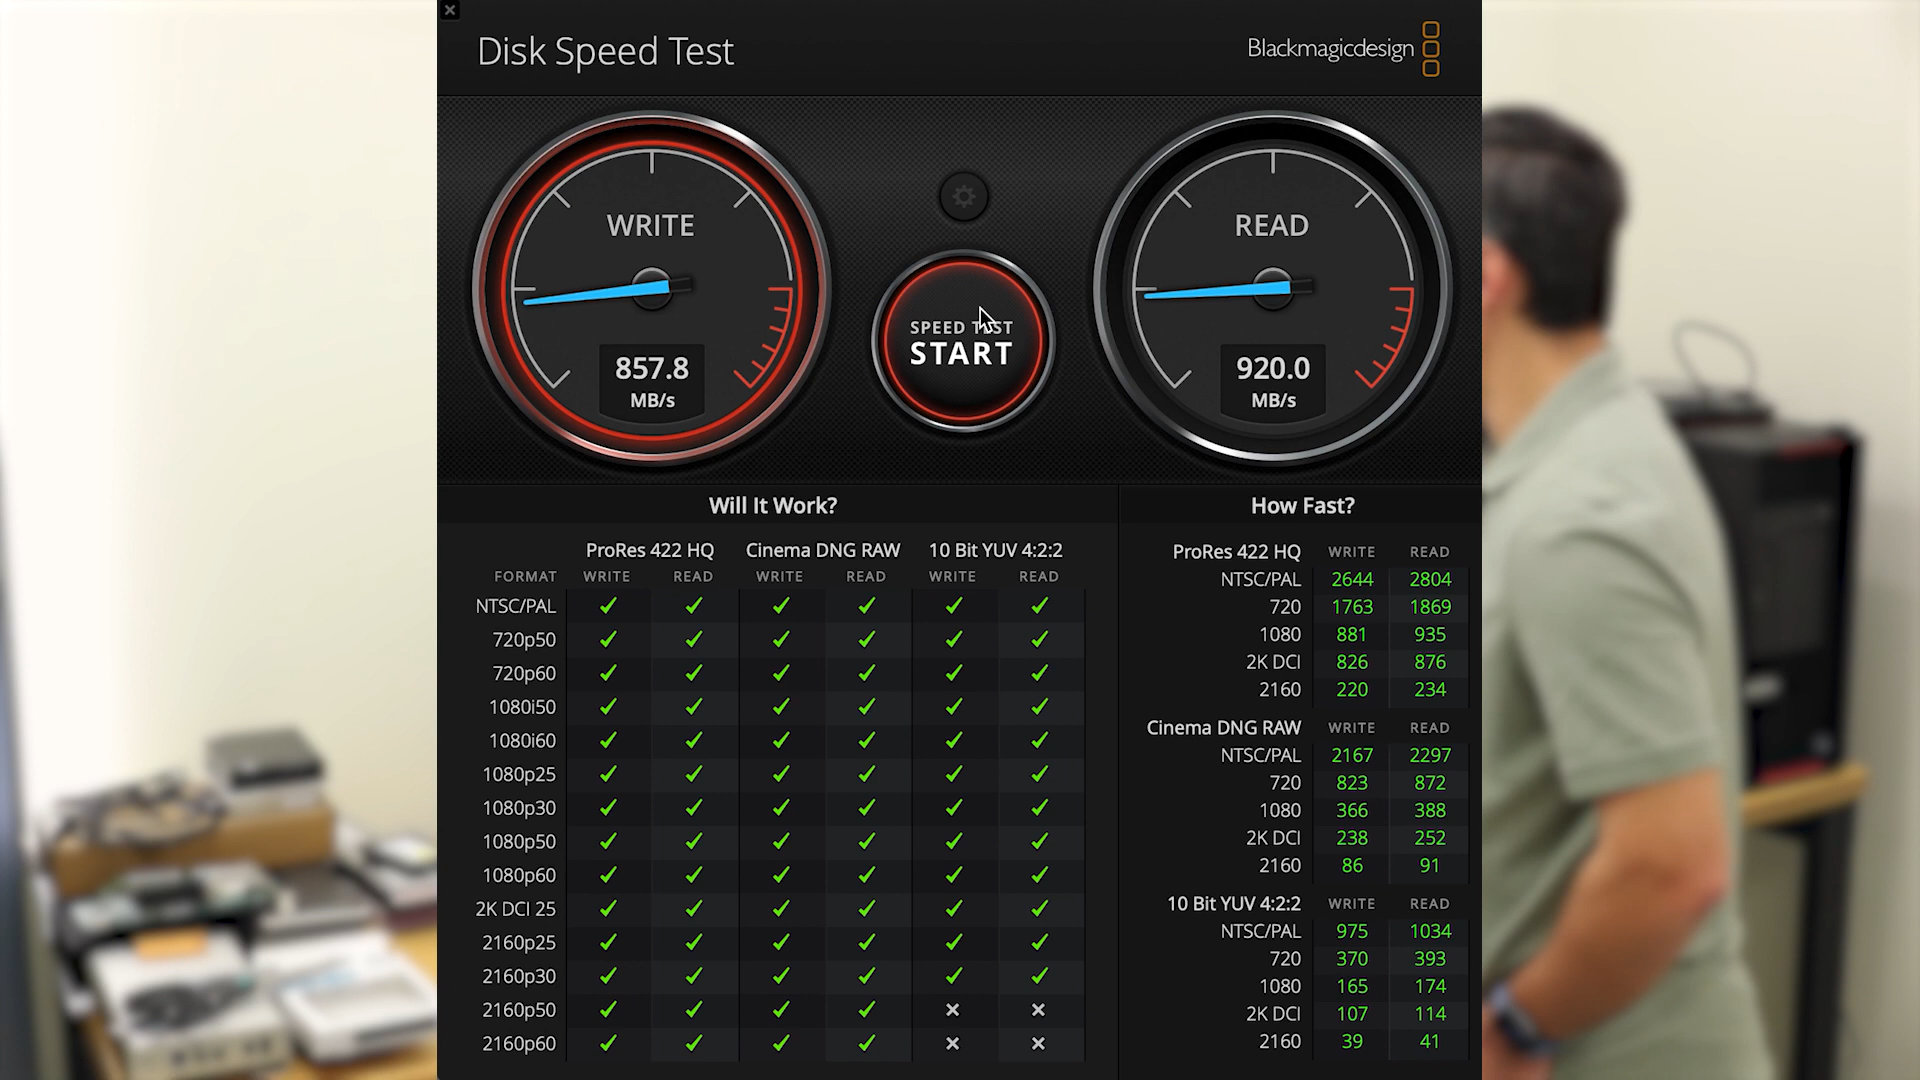 Disk Speed Test
Blackmagicdesign
WRITE
857.8
MB/s
SPEED TEST
START
READ
920.0
MB/s
Will It Work?
ProRes 422 HQ Cinema DNG RAW 10 Bit YUV 4:2:2
FORMAT WRITE READ WRITE READ WRITE READ
NTSC/PAL ✓ ✓ ✓ ✓ ✓ ✓
720p50 ✓ ✓ ✓ ✓ ✓ ✓
720p60 ✓ ✓ ✓ ✓ ✓ ✓
1080i50 ✓ ✓ ✓ ✓ ✓ ✓
1080i60 ✓ ✓ ✓ ✓ ✓ ✓
1080p25 ✓ ✓ ✓ ✓ ✓ ✓
1080p30 ✓ ✓ ✓ ✓ ✓ ✓
1080p50 ✓ ✓ ✓ ✓ ✓ ✓
1080p60 ✓ ✓ ✓ ✓ ✓ ✓
2K DCI 25 ✓ ✓ ✓ ✓ ✓ ✓
2160p25 ✓ ✓ ✓ ✓ ✓ ✓
2160p30 ✓ ✓ ✓ ✓ ✓ ✓
2160p50 ✓ ✓ ✓ ✓ × ×
2160p60 ✓ ✓ ✓ ✓ × ×
How Fast?
ProRes 422 HQ WRITE READ
NTSC/PAL 2644 2804
720 1763 1869
1080 881 935
2K DCI 826 876
2160 220 234
Cinema DNG RAW WRITE READ
NTSC/PAL 2167 2297
720 823 872
1080 366 388
2K DCI 238 252
2160 86 91
10 Bit YUV 4:2:2 WRITE READ
NTSC/PAL 975 1034
720 370 393
1080 165 174
2K DCI 107 114
2160 39 41